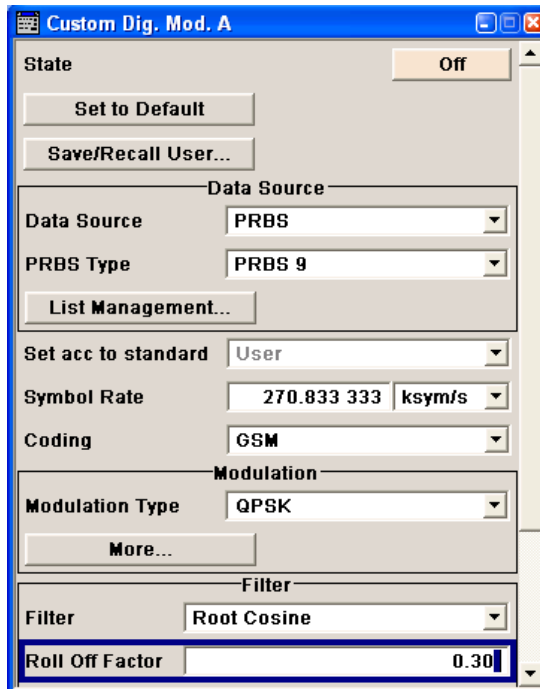 Custom Dig. Mod. A
State Off
Set to Default
Save/Recall User...
Data Source
Data Source PRBS
PRBS Type PRBS 9
List Management...
Set acc to standard User
Symbol Rate 270.833 333 ksym/s
Coding GSM
Modulation
Modulation Type QPSK
More...
Filter
Filter Root Cosine
Roll Off Factor 0.30